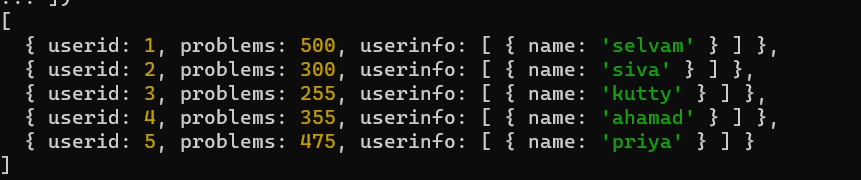 ... ])
[
  { userid: 1, problems: 500, userinfo: [ { name: 'selvam' } ] },
  { userid: 2, problems: 300, userinfo: [ { name: 'siva' } ] },
  { userid: 3, problems: 255, userinfo: [ { name: 'kutty' } ] },
  { userid: 4, problems: 355, userinfo: [ { name: 'ahamad' } ] },
  { userid: 5, problems: 475, userinfo: [ { name: 'priya' } ] }
]